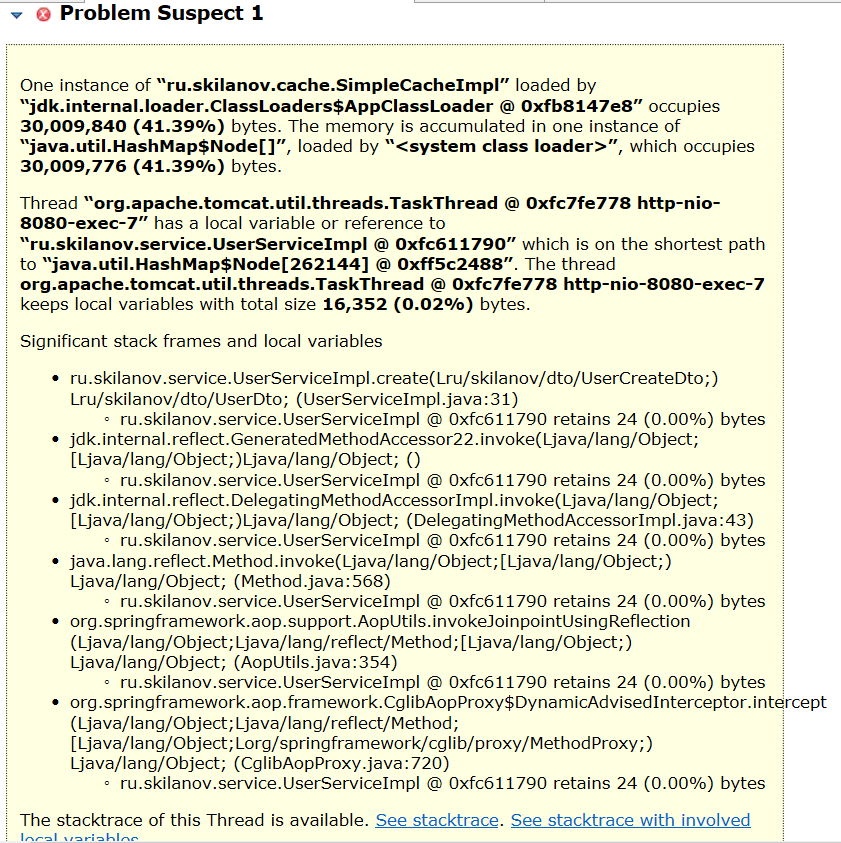 Problem Suspect 1
One instance of “ru.skilanov.cache.SimpleCacheImpl” loaded by
“jdk.internal.loader.ClassLoaders$AppClassLoader @ 0xfb8147e8” occupies
30,009,840 (41.39%) bytes. The memory is accumulated in one instance of
“java.util.HashMap$Node[]”, loaded by “<system class loader>”, which occupies
30,009,776 (41.39%) bytes.
Thread “org.apache.tomcat.util.threads.TaskThread @ 0xfc7fe778 http-nio-
8080-exec-7” has a local variable or reference to
“ru.skilanov.service.UserServiceImpl @ 0xfc611790” which is on the shortest path
to “java.util.HashMap$Node[262144] @ 0xff5c2488”. The thread
org.apache.tomcat.util.threads.TaskThread @ 0xfc7fe778 http-nio-8080-exec-7
keeps local variables with total size 16,352 (0.02%) bytes.
Significant stack frames and local variables
• ru.skilanov.service.UserServiceImpl.create(Lru/skilanov/dto/UserCreateDto;)
Lru/skilanov/dto/UserDto; (UserServiceImpl.java:31)
◦ ru.skilanov.service.UserServiceImpl @ 0xfc611790 retains 24 (0.00%) bytes
• jdk.internal.reflect.GeneratedMethodAccessor22.invoke(Ljava/lang/Object;
[Ljava/lang/Object;)Ljava/lang/Object; ()
◦ ru.skilanov.service.UserServiceImpl @ 0xfc611790 retains 24 (0.00%) bytes
• jdk.internal.reflect.DelegatingMethodAccessorImpl.invoke(Ljava/lang/Object;
[Ljava/lang/Object;)Ljava/lang/Object; (DelegatingMethodAccessorImpl.java:43)
◦ ru.skilanov.service.UserServiceImpl @ 0xfc611790 retains 24 (0.00%) bytes
• java.lang.reflect.Method.invoke(Ljava/lang/Object;[Ljava/lang/Object;)
Ljava/lang/Object; (Method.java:568)
◦ ru.skilanov.service.UserServiceImpl @ 0xfc611790 retains 24 (0.00%) bytes
• org.springframework.aop.support.AopUtils.invokeJoinpointUsingReflection
(Ljava/lang/Object;Ljava/lang/reflect/Method;[Ljava/lang/Object;)
Ljava/lang/Object; (AopUtils.java:354)
◦ ru.skilanov.service.UserServiceImpl @ 0xfc611790 retains 24 (0.00%) bytes
• org.springframework.aop.framework.CglibAopProxy$DynamicAdvisedInterceptor.intercept
(Ljava/lang/Object;Ljava/lang/reflect/Method;
[Ljava/lang/Object;Lorg/springframework/cglib/proxy/MethodProxy;)
Ljava/lang/Object; (CglibAopProxy.java:720)
◦ ru.skilanov.service.UserServiceImpl @ 0xfc611790 retains 24 (0.00%) bytes
The stacktrace of this Thread is available. See stacktrace. See stacktrace with involved
local variables.